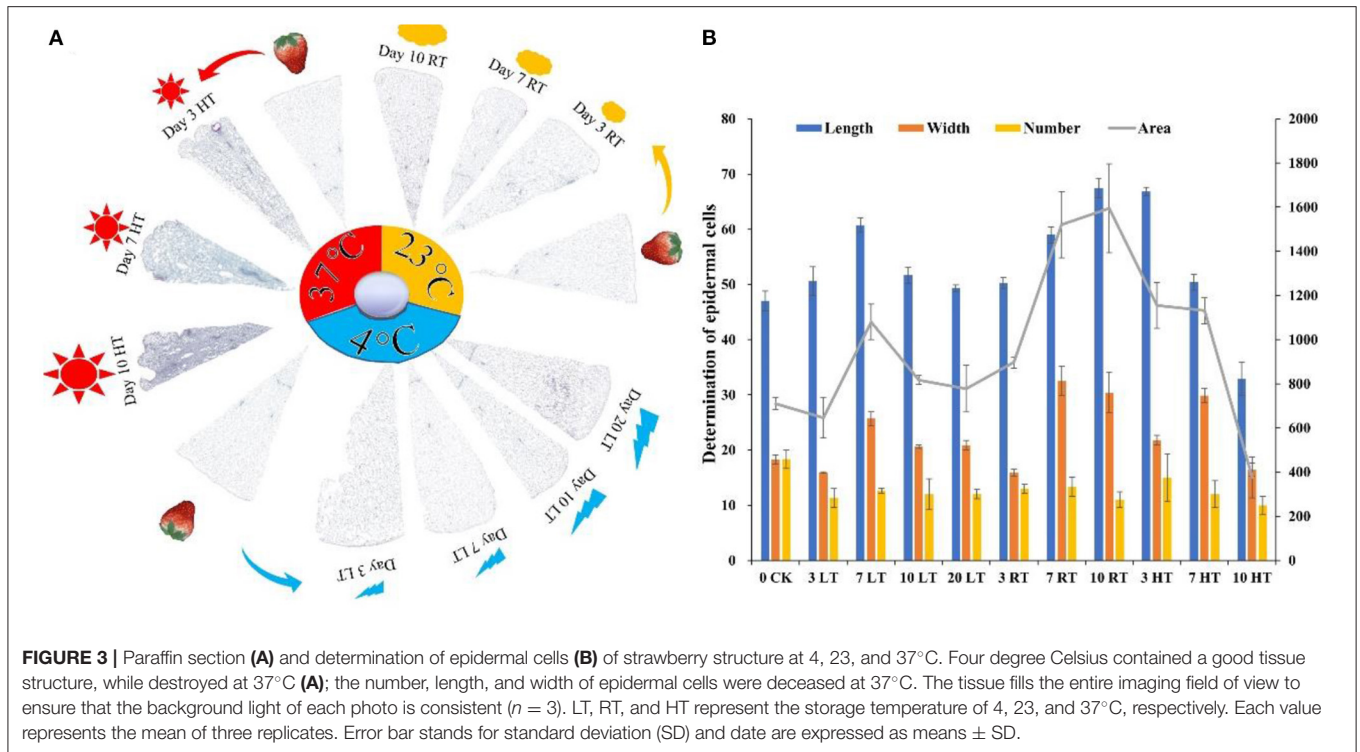 A
Day 10 RT
Day 7 RT
Day 3 RT
Day 3 HT
Day 7 HT
Day 10 HT
37°C
23°C
4°C
Day 20 LT
Day 10 LT
Day 7 LT
Day 3 LT
B
Length Width Number Area
Determination of epidermal cells
80
70
60
50
40
30
20
10
0
2000
1800
1600
1400
1200
1000
800
600
400
200
0
0 CK 3 LT 7 LT 10 LT 20 LT 3 RT 7 RT 10 RT 3 HT 7 HT 10 HT
FIGURE 3 | Paraffin section (A) and determination of epidermal cells (B) of strawberry structure at 4, 23, and 37°C. Four degree Celsius contained a good tissue
structure, while destroyed at 37°C (A); the number, length, and width of epidermal cells were deceased at 37°C. The tissue fills the entire imaging field of view to
ensure that the background light of each photo is consistent (n = 3). LT, RT, and HT represent the storage temperature of 4, 23, and 37°C, respectively. Each value
represents the mean of three replicates. Error bar stands for standard deviation (SD) and date are expressed as means ± SD.